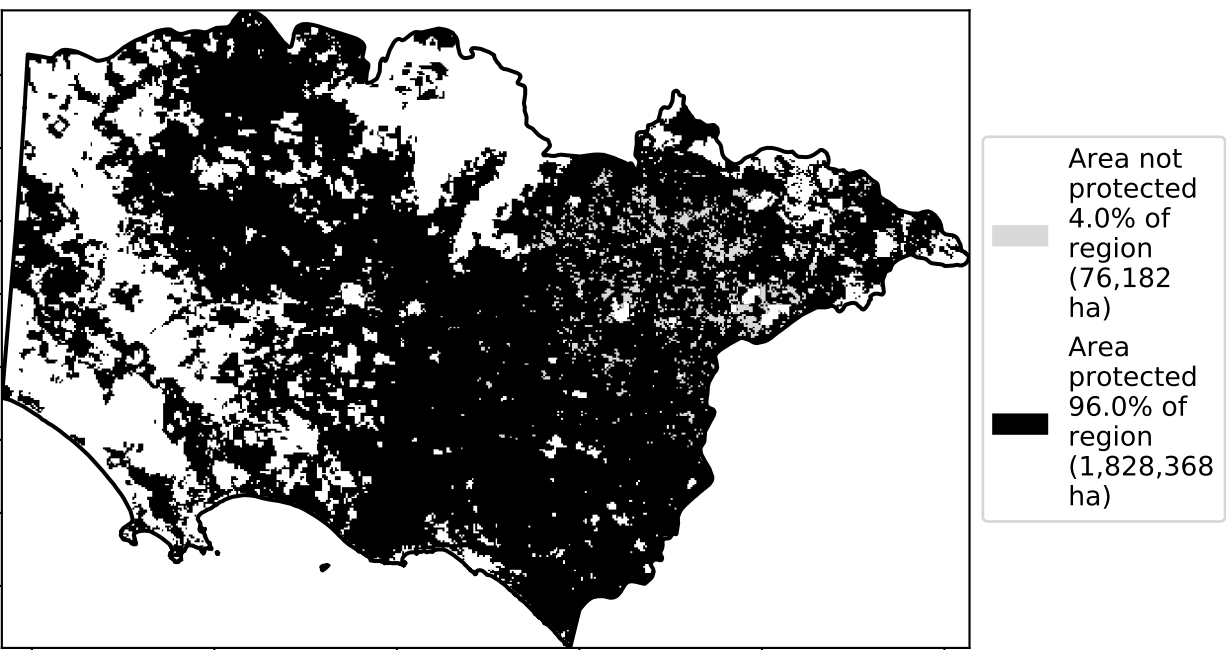 Area not
protected
4.0% of
region
(76,182
ha)
Area
protected
96.0% of
region
(1,828,368
ha)